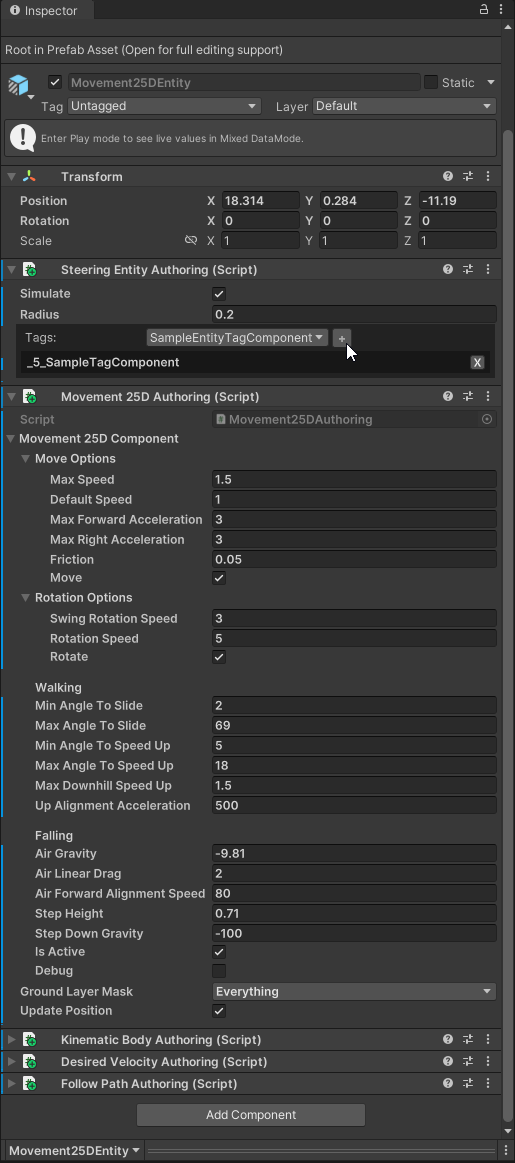 Inspector
Root in Prefab Asset (Open for full editing support)
Movement25DEntity Static
Tag Untagged Layer Default
Enter Play mode to see live values in Mixed DataMode.
Transform
Position X 18.314 Y 0.284 Z -11.19
Rotation X 0 Y 0 Z 0
Scale X 1 Y 1 Z 1
Steering Entity Authoring (Script)
Simulate
Radius 0.2
Tags: SampleEntityTagComponent +
_5_SampleTagComponent X
Movement 25D Authoring (Script)
Script Movement25DAuthoring
Movement 25D Component
Move Options
Max Speed 1.5
Default Speed 1
Max Forward Acceleration 3
Max Right Acceleration 3
Friction 0.05
Move
Rotation Options
Swing Rotation Speed 3
Rotation Speed 5
Rotate
Walking
Min Angle To Slide 2
Max Angle To Slide 69
Min Angle To Speed Up 5
Max Angle To Speed Up 18
Max Downhill Speed Up 1.5
Up Alignment Acceleration 500
Falling
Air Gravity -9.81
Air Linear Drag 2
Air Forward Alignment Speed 80
Step Height 0.71
Step Down Gravity -100
Is Active
Debug
Ground Layer Mask Everything
Update Position
Kinematic Body Authoring (Script)
Desired Velocity Authoring (Script)
Follow Path Authoring (Script)
Add Component
Movement25DEntity